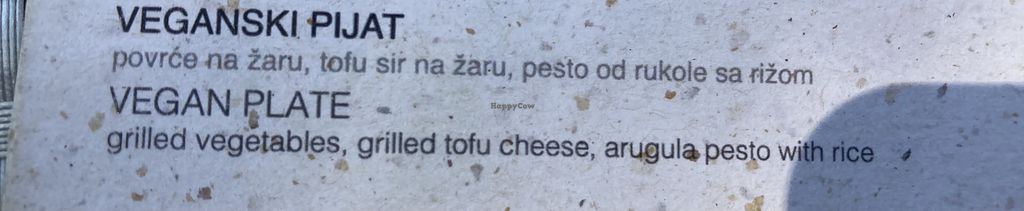 VEGANSKI PIJAT
povrće na žaru, tofu sir na žaru, pesto od rukole sa rižom
VEGAN PLATE
HappyCow
grilled vegetables, grilled tofu cheese, arugula pesto with rice